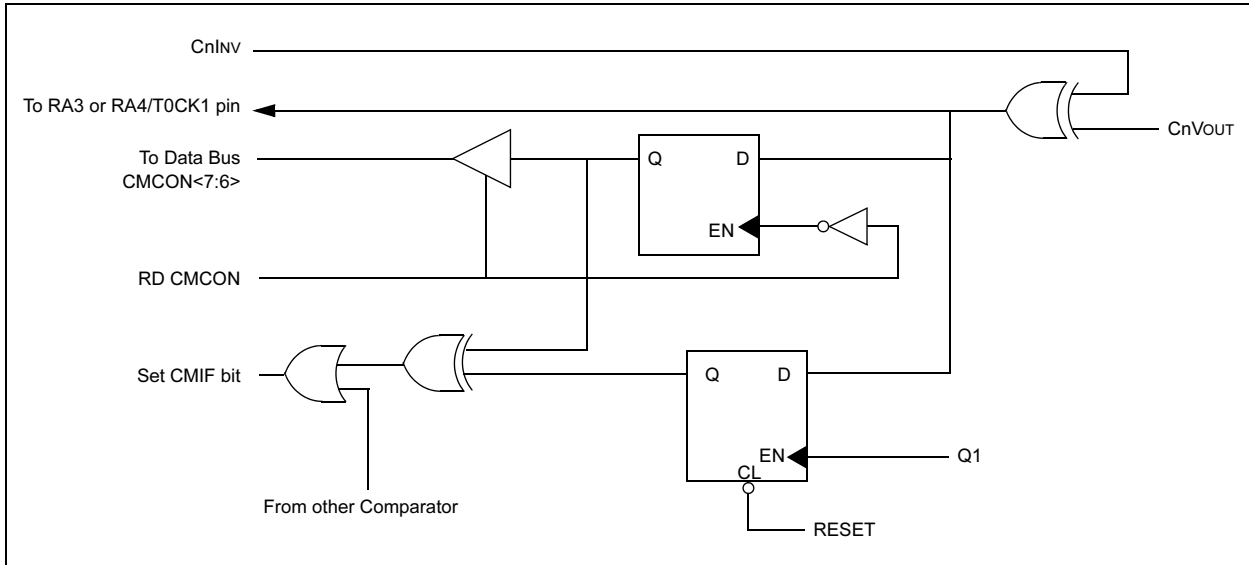 CnINV
To RA3 or RA4/T0CK1 pin
CnVOUT
To Data Bus
Q
D
CMCON<7:6>
EN
RD CMCON
Set CMIF bit
Q
D
EN
Q1
CL
From other Comparator
RESET